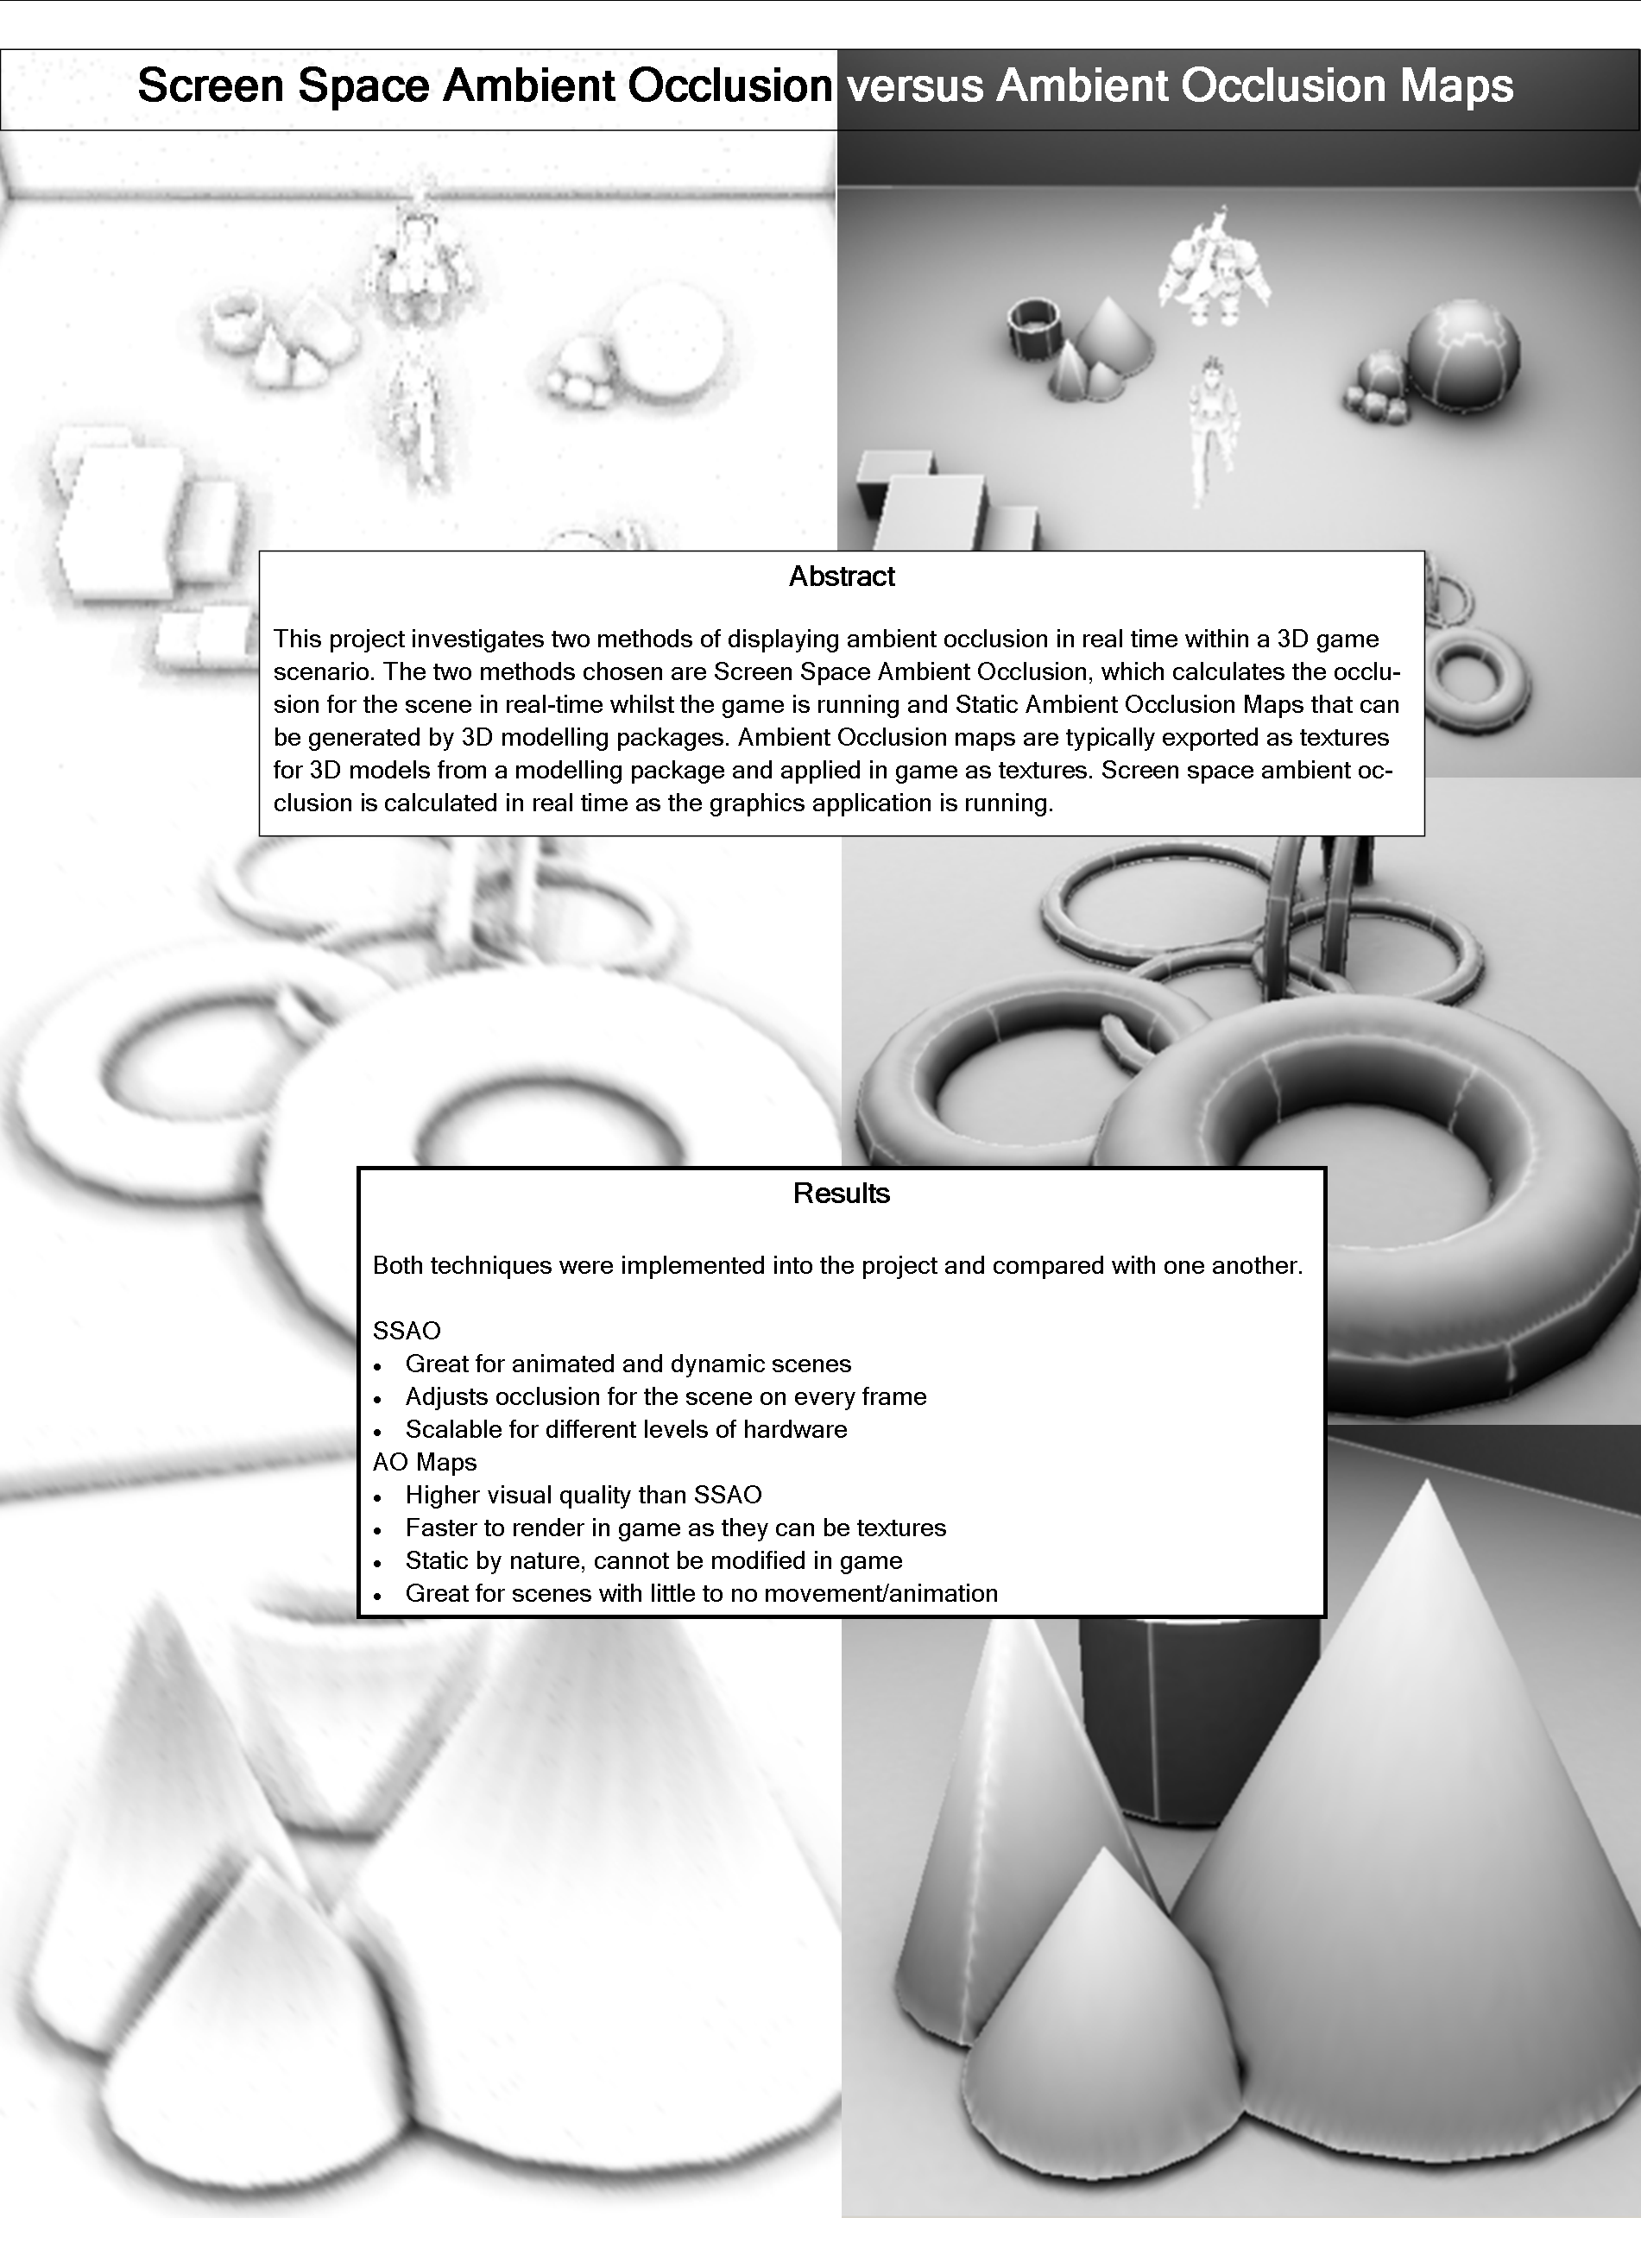 Screen Space Ambient Occlusion versus Ambient Occlusion Maps
Abstract
This project investigates two methods of displaying ambient occlusion in real time within a 3D game
scenario. The two methods chosen are Screen Space Ambient Occlusion, which calculates the occlu-
sion for the scene in real-time whilst the game is running and Static Ambient Occlusion Maps that can
be generated by 3D modelling packages. Ambient Occlusion maps are typically exported as textures
for 3D models from a modelling package and applied in game as textures. Screen space ambient oc-
clusion is calculated in real time as the graphics application is running.
Results
Both techniques were implemented into the project and compared with one another.
SSAO
• Great for animated and dynamic scenes
• Adjusts occlusion for the scene on every frame
• Scalable for different levels of hardware
AO Maps
• Higher visual quality than SSAO
• Faster to render in game as they can be textures
• Static by nature, cannot be modified in game
• Great for scenes with little to no movement/animation